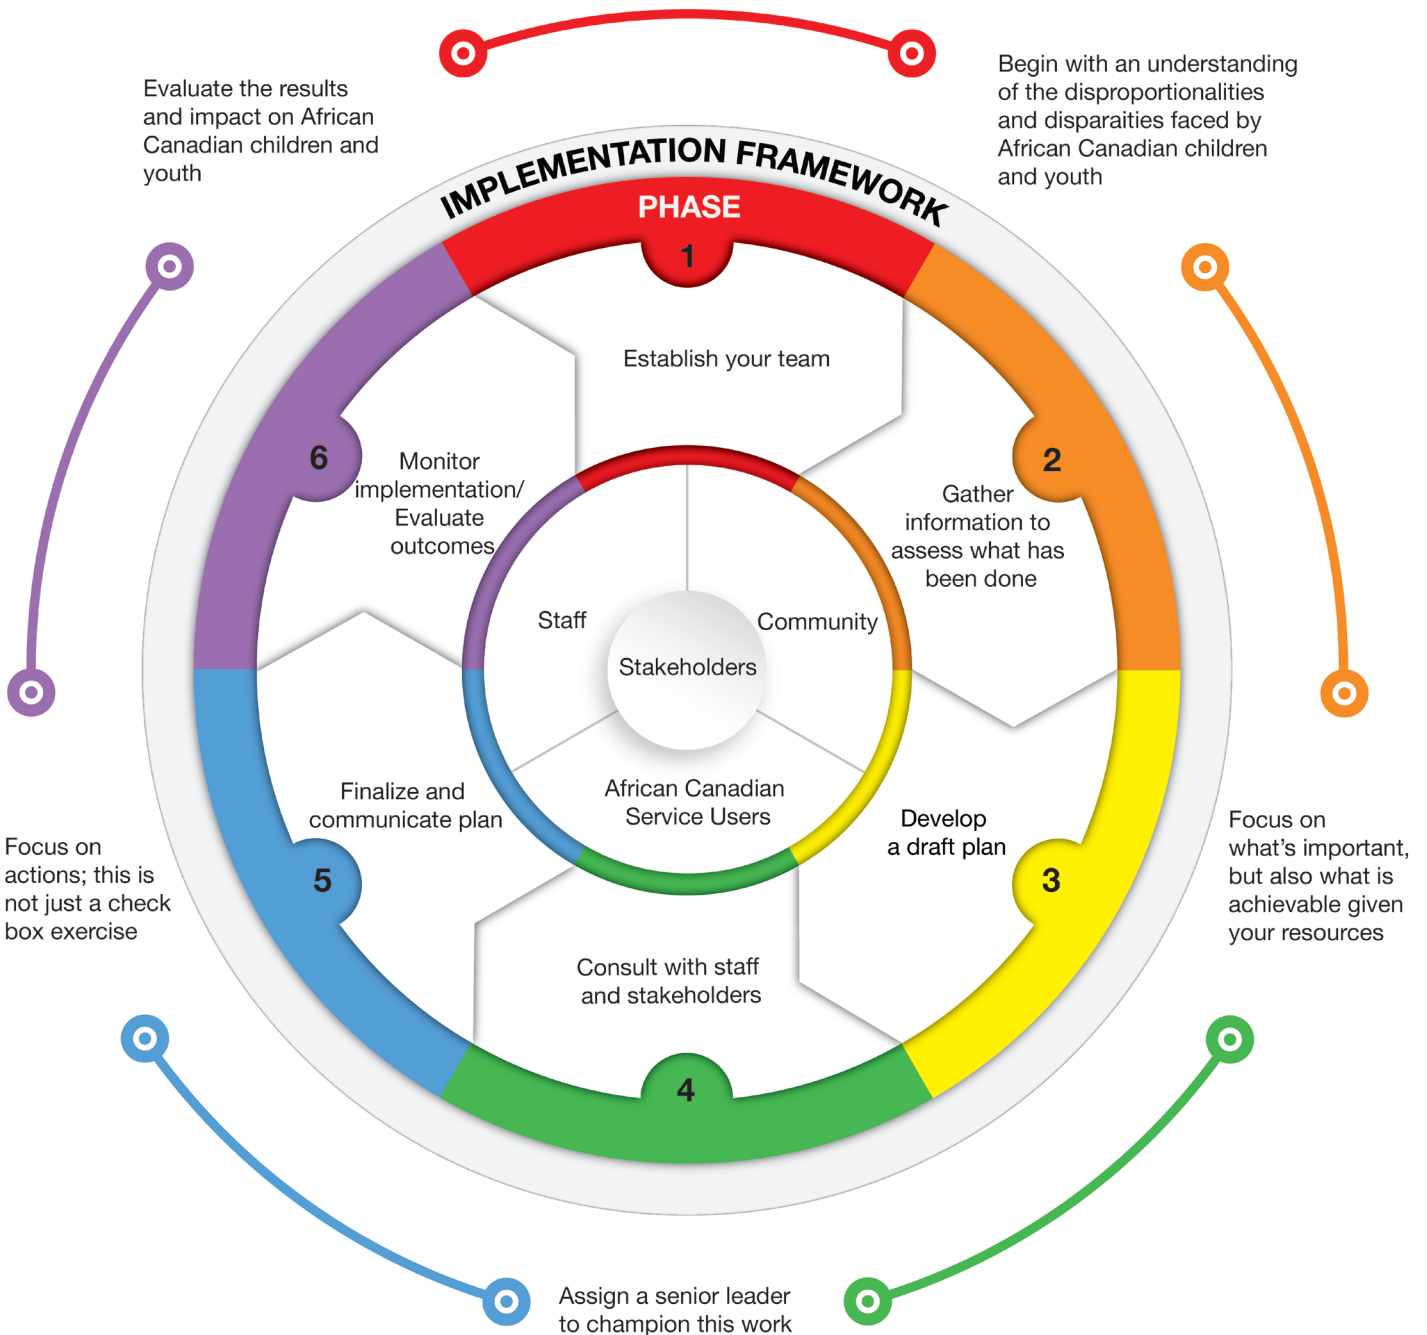 Evaluate the results
and impact on African
Canadian children and
youth
Begin with an understanding
of the disproportionalities
and disparaities faced by
African Canadian children
and youth
IMPLEMENTATION FRAMEWORK
PHASE
1
Establish your team
2
Gather
information to
assess what has
been done
3
Develop
a draft plan
4
Consult with staff
and stakeholders
5
Finalize and
communicate plan
6
Monitor
implementation/
Evaluate
outcomes
Staff
Community
Stakeholders
African Canadian
Service Users
Focus on
what’s important,
but also what is
achievable given
your resources
Assign a senior leader
to champion this work
Focus on
actions; this is
not just a check
box exercise